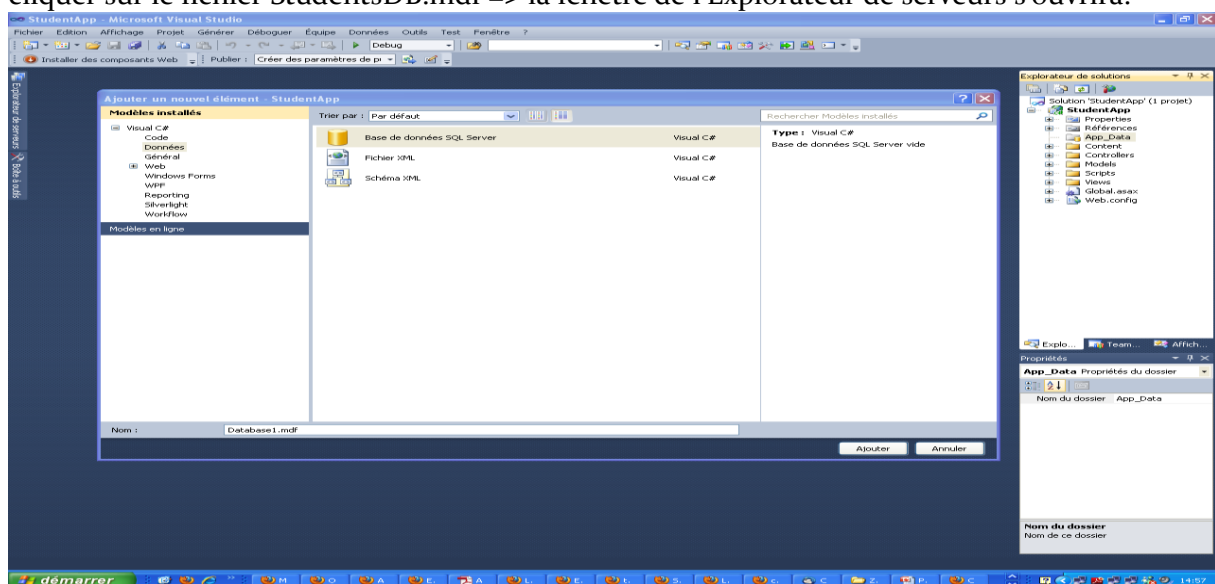 cliquer sur le fichier StudentsDB.mdf => la fenêtre de l'Explorateur de serveurs s'ouvrira.
StudentApp - Microsoft Visual Studio
Fichier Edition Affichage Projet Générer Déboguer Équipe Données Outils Test Fenêtre ?
Debug
Installer des composants Web Publier : Créer des paramètres de
Explorateur de serveurs
Boîte à outils
Ajouter un nouvel élément - StudentApp
Modèles installés
Visual C#
Code
Données
Général
Web
Windows Forms
WPF
Reporting
Silverlight
Workflow
Modèles en ligne
Trier par : Par défaut
Base de données SQL Server Visual C#
Fichier XML Visual C#
Schéma XML Visual C#
Rechercher Modèles installés
Type : Visual C#
Base de données SQL Server vide
Nom : Database1.mdf
Ajouter Annuler
Explorateur de solutions
Solution 'StudentApp' (1 projet)
StudentApp
Properties
Références
App_Data
Content
Controllers
Models
Scripts
Views
Global.asax
Web.config
Explo... Team... Affich...
Propriétés
App_Data Propriétés du dossier
Nom du dossier App_Data
Nom du dossier
Nom de ce dossier
démarrer M O A E. A L. E. t. S. L. c. C Z. P. C 14:57